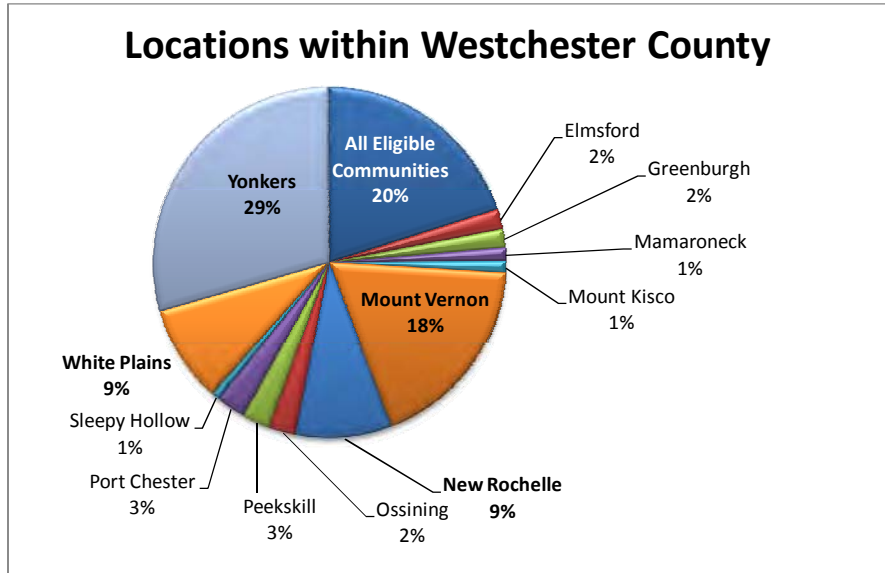 Locations within Westchester County
All Eligible
Communities
20%
Elmsford
2%
Greenburgh
2%
Mamaroneck
1%
Mount Kisco
1%
Mount Vernon
18%
New Rochelle
9%
Ossining
2%
Peekskill
3%
Port Chester
3%
Sleepy Hollow
1%
White Plains
9%
Yonkers
29%